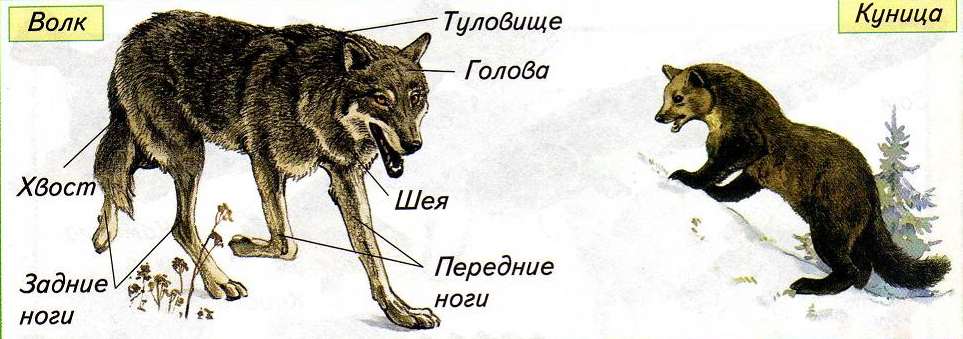 Волк
Туловище
Куница
Голова
Хвост
Шея
Задние
ноги
Передние
ноги